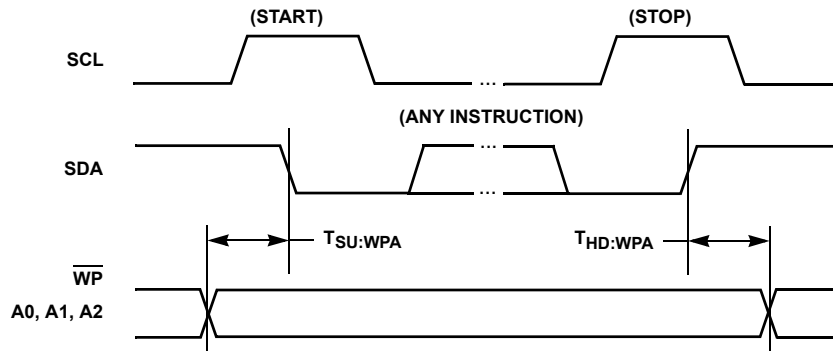 (START)
(STOP)
SCL
...
(ANY INSTRUCTION)
...
SDA
...
TSU:WPA
THD:WPA
WP
A0, A1, A2